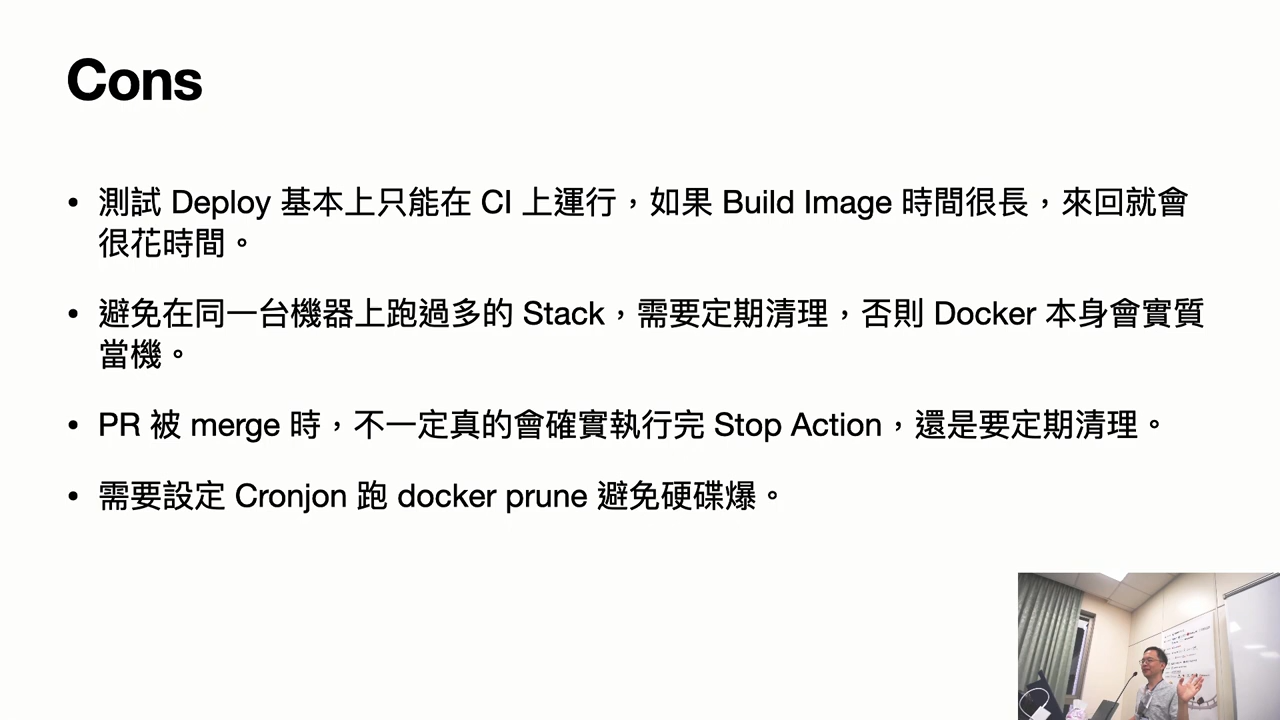 Cons
• 測試 Deploy 基本上只能在 CI 上運行，如果 Build Image 時間很長，來回就會
很花時間。
• 避免在同一台機器上跑過多的 Stack，需要定期清理，否則 Docker 本身會實質
當機。
• PR 被 merge 時，不一定真的會確實執行完 Stop Action，還是要定期清理。
• 需要設定 Cronjon 跑 docker prune 避免硬碟爆。